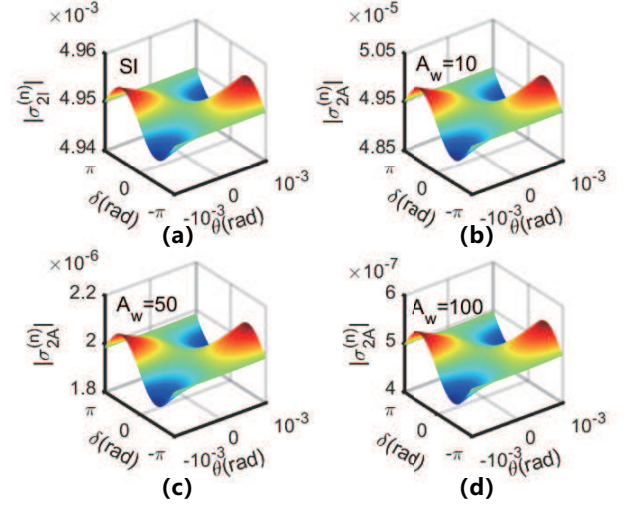 ×10⁻³
4.96
SI
4.95
|σ₂I⁽ⁿ⁾|
4.94
π
0
-π
δ(rad)
-10⁻³
0
10⁻³
θ(rad)
(a)
×10⁻⁵
5.05
A_w=10
4.95
|σ₂A⁽ⁿ⁾|
4.85
π
0
-π
δ(rad)
-10⁻³
0
10⁻³
θ(rad)
(b)
×10⁻⁶
2.2
A_w=50
2
|σ₂A⁽ⁿ⁾|
1.8
π
0
-π
δ(rad)
-10⁻³
0
10⁻³
θ(rad)
(c)
×10⁻⁷
6
A_w=100
5
|σ₂A⁽ⁿ⁾|
4
π
0
-π
δ(rad)
-10⁻³
0
10⁻³
θ(rad)
(d)